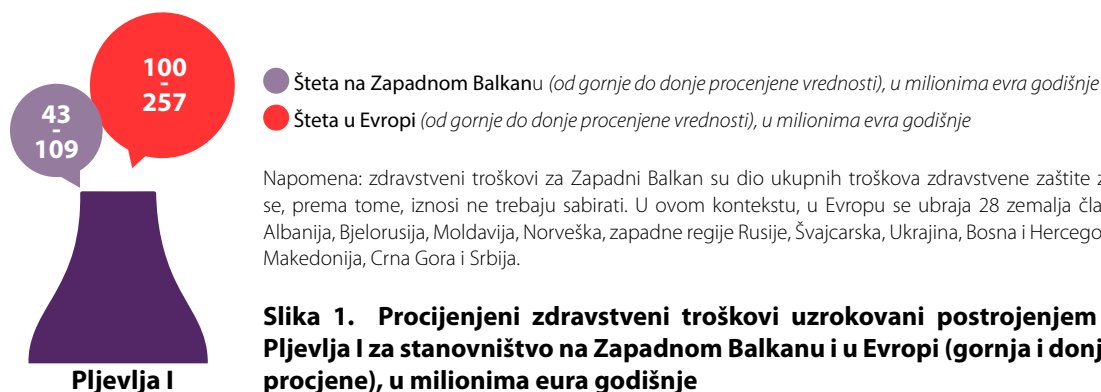 100
-
257
43
-
109
Pljevlja I
Šteta na Zapadnom Balkanu (od gornje do donje procenjene vrednosti), u milionima evra godišnje
Šteta u Evropi (od gornje do donje procenjene vrednosti), u milionima evra godišnje
Napomena: zdravstveni troškovi za Zapadni Balkan su dio ukupnih troškova zdravstvene zaštite
se, prema tome, iznosi ne trebaju sabirati. U ovom kontekstu, u Evropu se ubraja 28 zemalja
Albanija, Bjelorusija, Moldavija, Norveška, zapadne regije Rusije, Švajcarska, Ukrajina, Bosna i
Makedonija, Crna Gora i Srbija.
Slika 1. Procijenjeni zdravstveni troškovi uzrokovani postrojenjem
Pljevlja I za stanovništvo na Zapadnom Balkanu i u Evropi (gornja i
procjene), u milionima eura godišnje